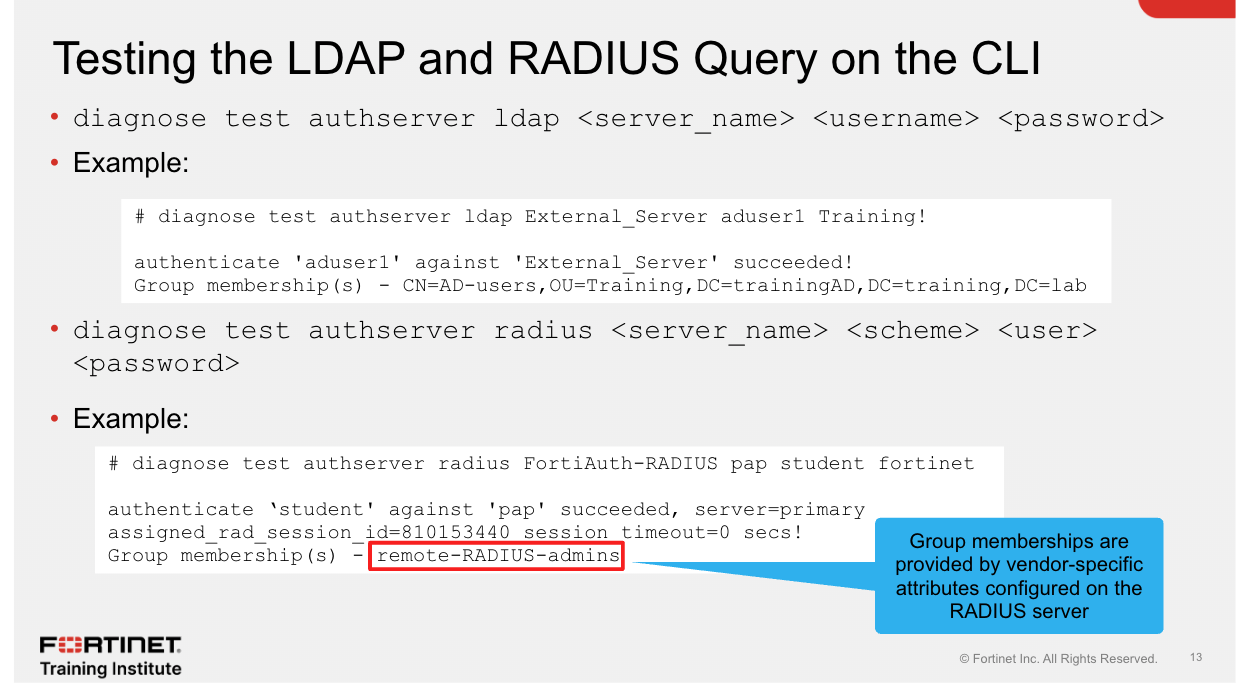 Testing the LDAP and RADIUS Query on the CLI
• diagnose test authserver ldap <server_name> <username> <password>
• Example:
# diagnose test authserver ldap External_Server aduser1 Training!
authenticate 'aduser1' against 'External_Server' succeeded!
Group membership(s) - CN=AD-users,OU=Training,DC=trainingAD,DC=training,DC=lab
• diagnose test authserver radius <server_name> <scheme> <user>
<password>
• Example:
# diagnose test authserver radius FortiAuth-RADIUS pap student fortinet
authenticate ‘student' against 'pap' succeeded, server=primary
assigned_rad_session_id=810153440 session_timeout=0 secs!
Group membership(s) - remote-RADIUS-admins
Group memberships are
provided by vendor-specific
attributes configured on the
RADIUS server
FORTINET
Training Institute
© Fortinet Inc. All Rights Reserved.
13